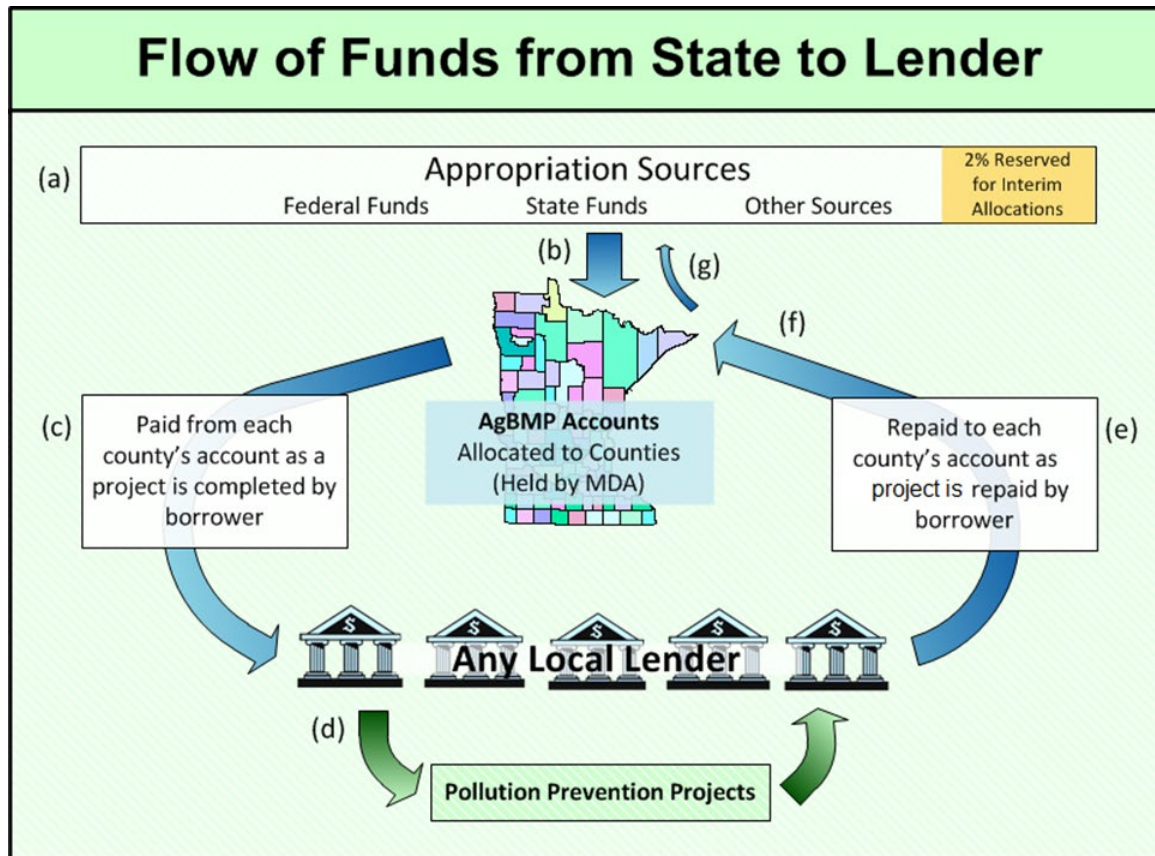 Flow of Funds from State to Lender
(a)
Appropriation Sources
Federal Funds State Funds Other Sources
2% Reserved
for Interim
Allocations
(b)
(g)
(f)
(c)
Paid from each
county's account as a
project is completed by
borrower
AgBMP Accounts
Allocated to Counties
(Held by MDA)
Repaid to each
county's account as
project is repaid by
borrower
(e)
$ $ $ $ $
Any Local Lender
(d)
Pollution Prevention Projects